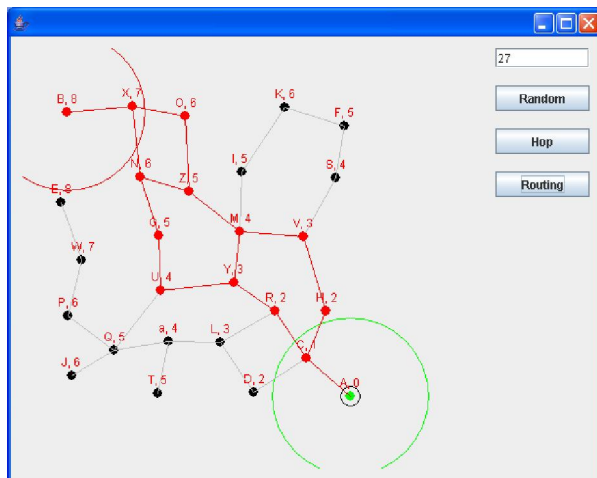 27
Random
Hop
Routing
B, 8
X, 7
O, 6
K, 6
F, 5
E, 8
N, 6
Z, 5
I, 5
S, 4
W, 7
G, 5
M, 4
V, 3
U, 4
Y, 3
P, 6
R, 2
H, 2
Q, 5
a, 4
L, 3
C, 1
J, 6
T, 5
D, 2
A, 0